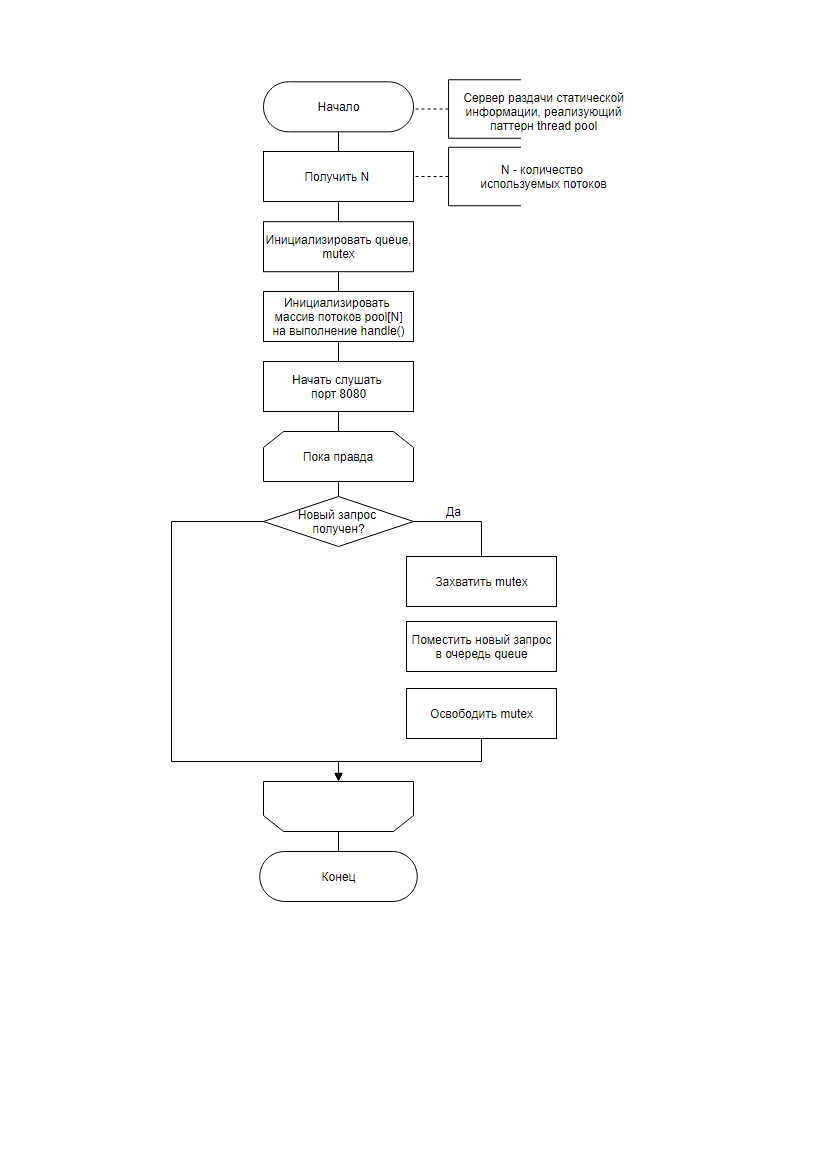 Начало
Сервер раздачи статической
информации, реализующий
паттерн thread pool
Получить N
N - количество
используемых потоков
Инициализировать queue,
mutex
Инициализировать
массив потоков pool[N]
на выполнение handle()
Начать слушать
порт 8080
Пока правда
Новый запрос
получен?
Да
Захватить mutex
Поместить новый запрос
в очередь queue
Освободить mutex
Конец